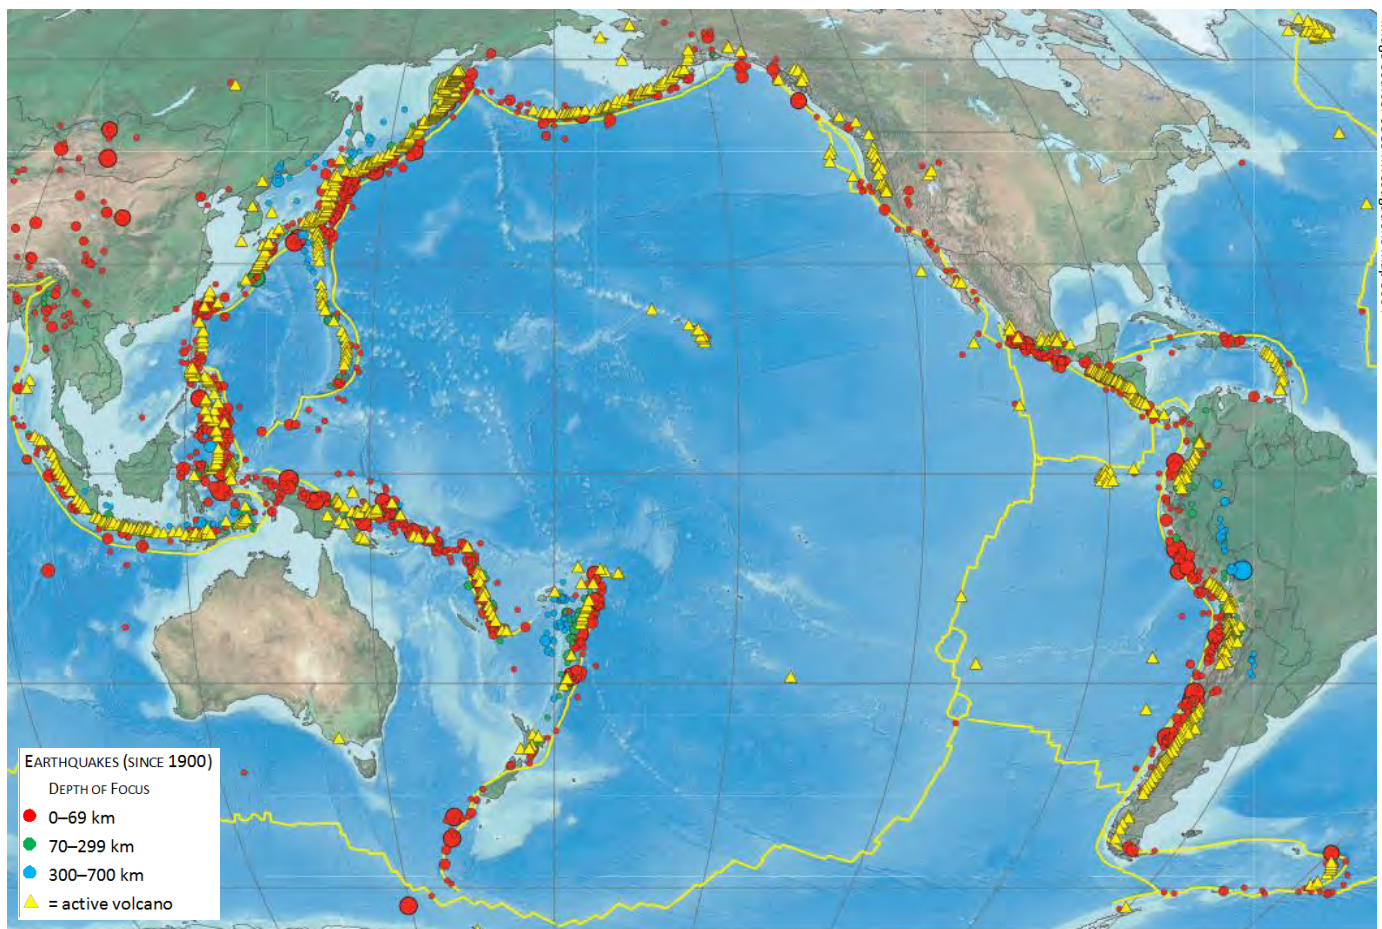 EARTHQUAKES (SINCE 1900)
DEPTH OF FOCUS
0–69 km
70–299 km
300–700 km
= active volcano